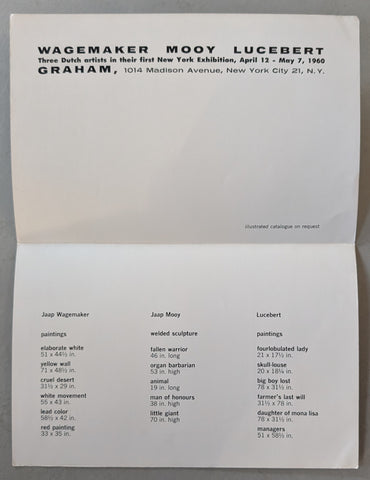 WAGEMAKER MOOY LUCEBERT
Three Dutch artists in their first New York Exhibition, April 12 - May 7, 1960
GRAHAM, 1014 Madison Avenue, New York City 21, N.Y.
illustrated catalogue on request
Jaap Wagemaker
paintings
elaborate white
51 x 44½ in.
yellow wall
71 x 48½ in.
cruel desert
31½ x 29 in.
white movement
55 x 43 in.
lead color
58½ x 42 in.
red painting
33 x 35 in.
Jaap Mooy
welded sculpture
fallen warrior
46 in. long
organ barbarian
53 in. high
animal
19 in. long
man of honours
38 in. high
little giant
70 in. high
Lucebert
paintings
fourlobulated lady
21 x 17½ in.
skull-louse
20 x 18¼ in.
big boy lost
78 x 31½ in.
farmer's last will
31½ x 78 in.
daughter of mona lisa
78 x 31½ in.
managers
51 x 58½ in.